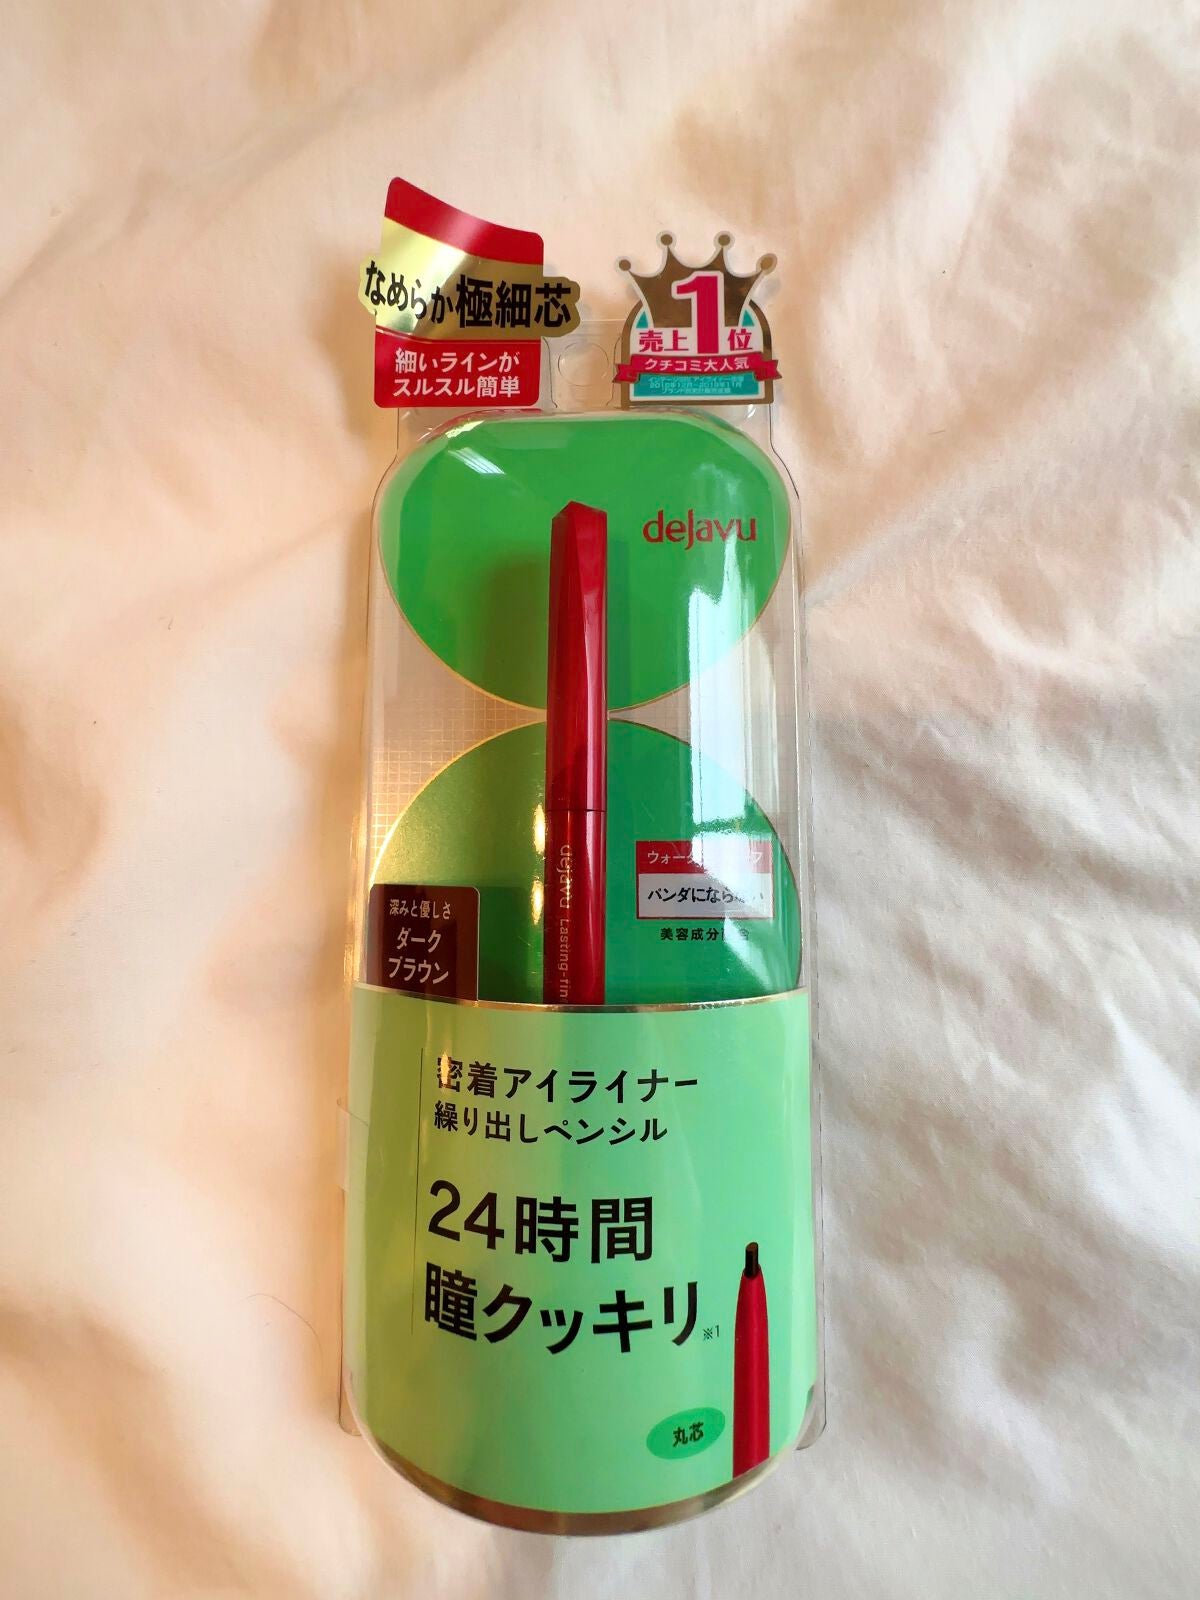 なめらか極細芯
細いラインが
スルスル簡単
売上1位
クチコミ大人気
dejavu
深みと優しさ
ダーク
ブラウン
dejavu Lasting-fin
パンダにならない
美容成分配合
密着アイライナー
繰り出しペンシル
24時間
瞳クッキリ※1
丸芯